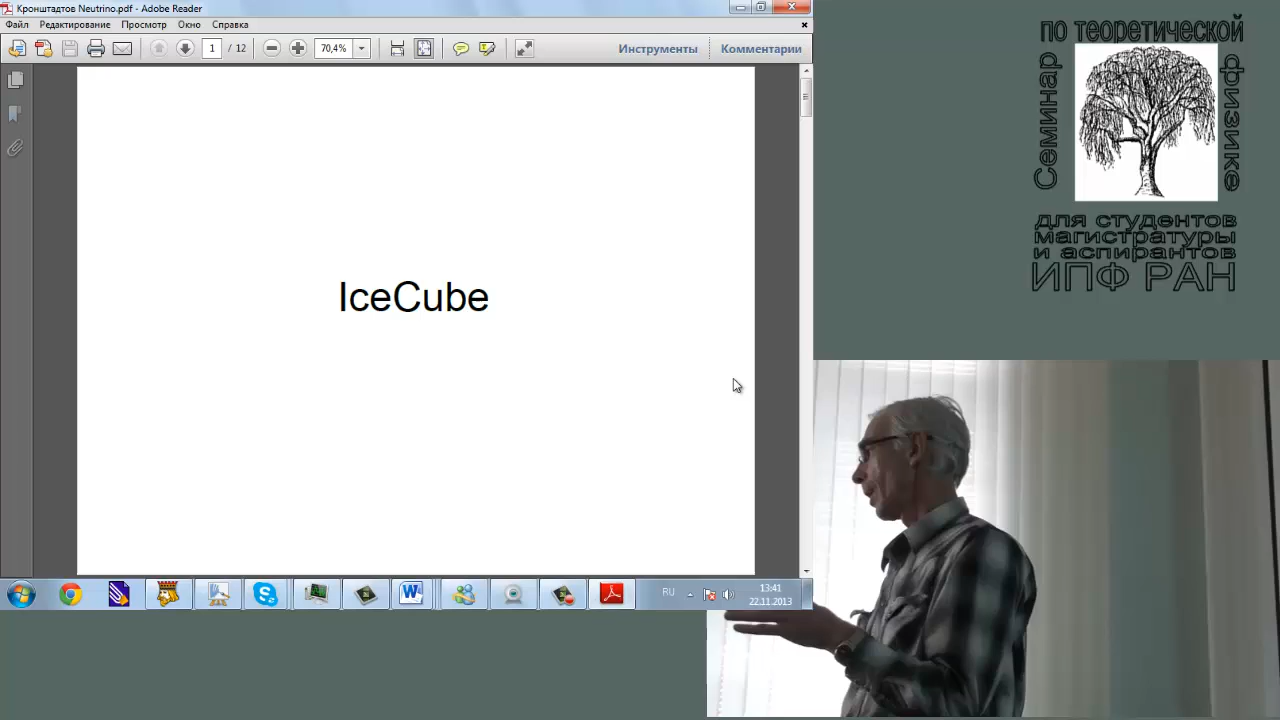 Кронштадтов Neutrino.pdf - Adobe Reader
Файл Редактирование Просмотр Окно Справка
1 / 12 70,4% Инструменты Комментарии
IceCube
RU 13:41
22.11.2013
Семинар
по теоретической
физике
для студентов
магистратуры
и аспирантов
ИПФ РАН